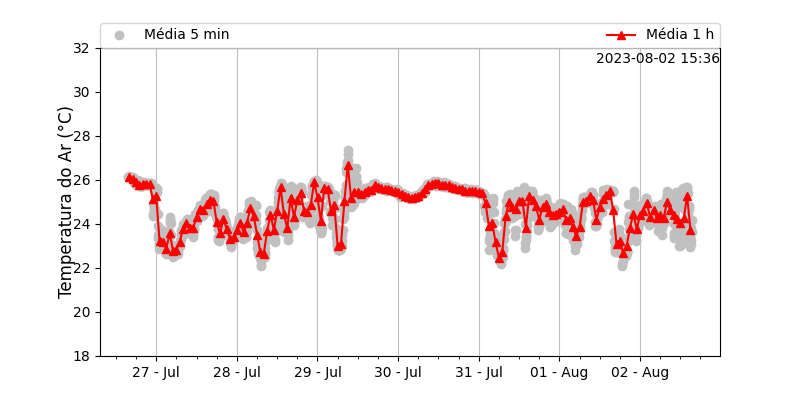 Média 5 min
Média 1 h
2023-08-02 15:36
Temperatura do Ar (°C)
32
30
28
26
24
22
20
18
27 - Jul
28 - Jul
29 - Jul
30 - Jul
31 - Jul
01 - Aug
02 - Aug